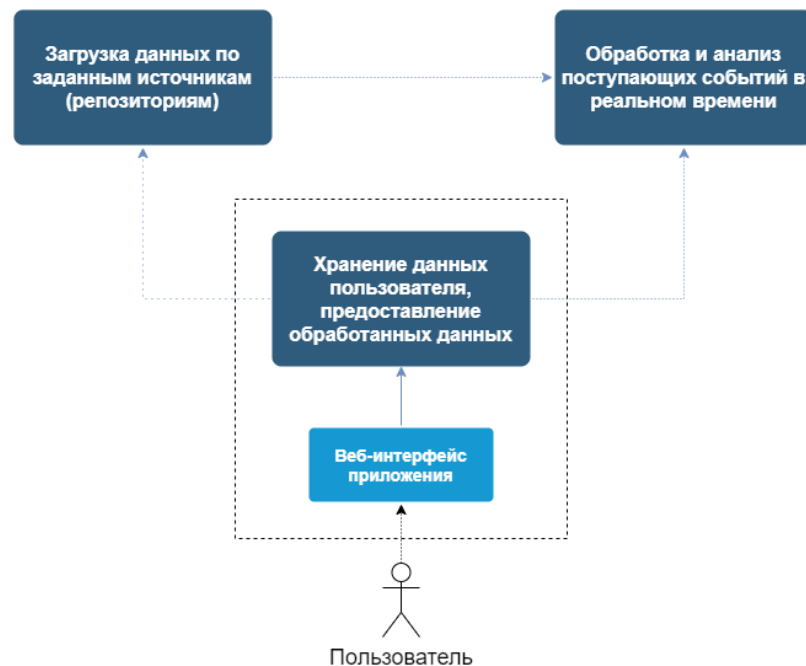 Загрузка данных по
заданным источникам
(репозиториям)
Обработка и анализ
поступающих событий в
реальном времени
Хранение данных
пользователя,
предоставление
обработанных данных
Веб-интерфейс
приложения
Пользователь